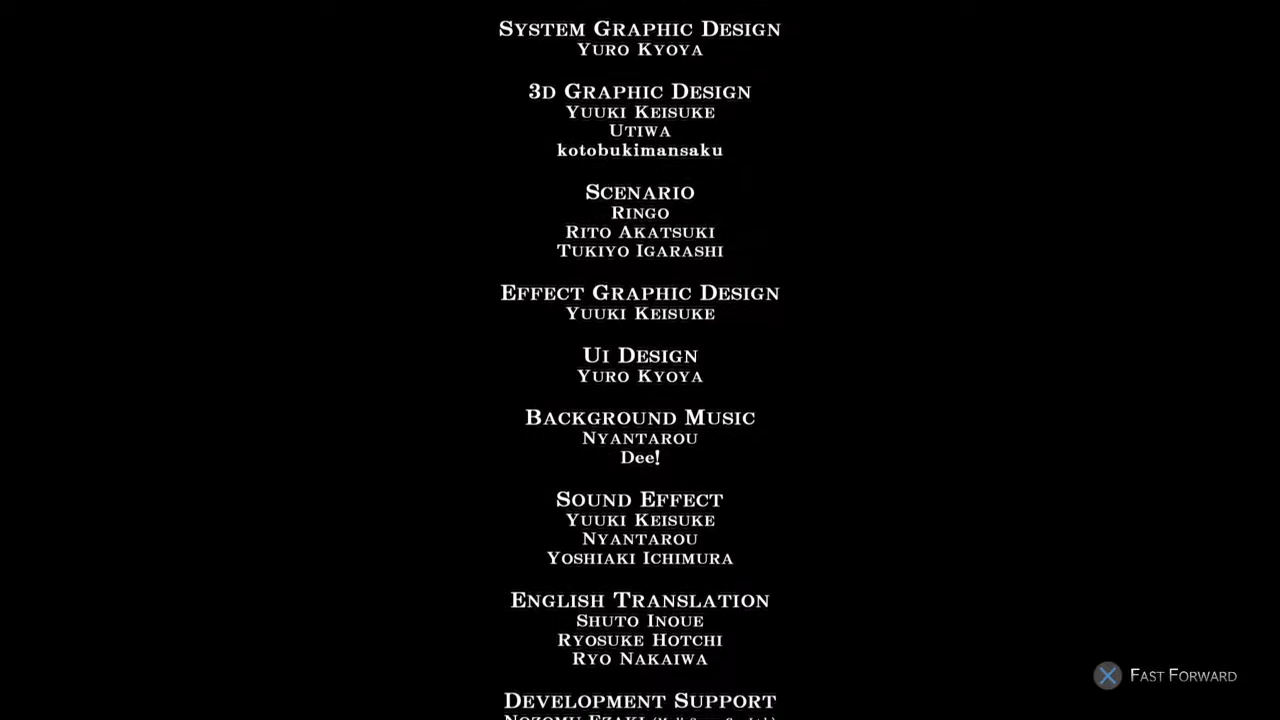 SYSTEM GRAPHIC DESIGN
YURO KYOYA
3D GRAPHIC DESIGN
YUUKI KEISUKE
UTIWA
kotobukimansaku
SCENARIO
RINGO
RITO AKATSUKI
TUKIYO IGARASHI
EFFECT GRAPHIC DESIGN
YUUKI KEISUKE
UI DESIGN
YURO KYOYA
BACKGROUND MUSIC
NYANTAROU
Dee!
SOUND EFFECT
YUUKI KEISUKE
NYANTAROU
YOSHIAKI ICHIMURA
ENGLISH TRANSLATION
SHUTO INOUE
RYOSUKE HOTCHI
RYO NAKAIWA
FAST FORWARD
DEVELOPMENT SUPPORT
NOZOMU EZAKI